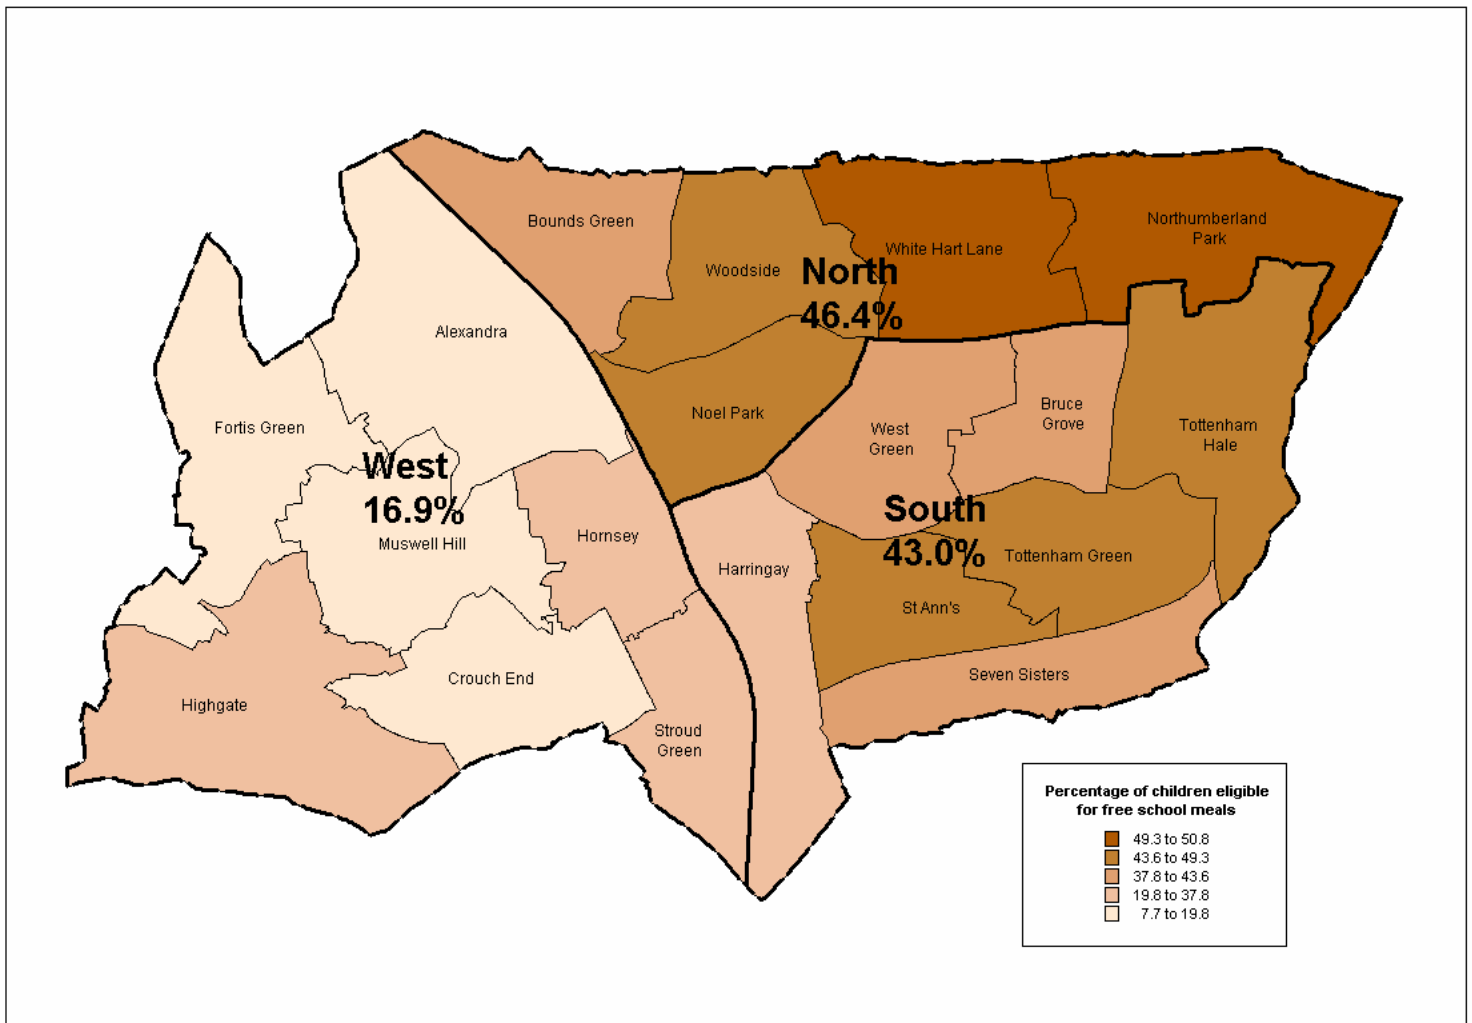 Bounds Green
Northumberland
Park
White Hart Lane
Woodside
North
46.4%
Alexandra
Noel Park
Bruce
Grove
West
Green
Tottenham
Hale
Fortis Green
West
16.9%
Muswell Hill
Hornsey
South
43.0%
Tottenham Green
Harringay
St Ann's
Seven Sisters
Crouch End
Highgate
Stroud
Green
Percentage of children eligible
for free school meals
49.3 to 50.8
43.6 to 49.3
37.8 to 43.6
19.8 to 37.8
7.7 to 19.8